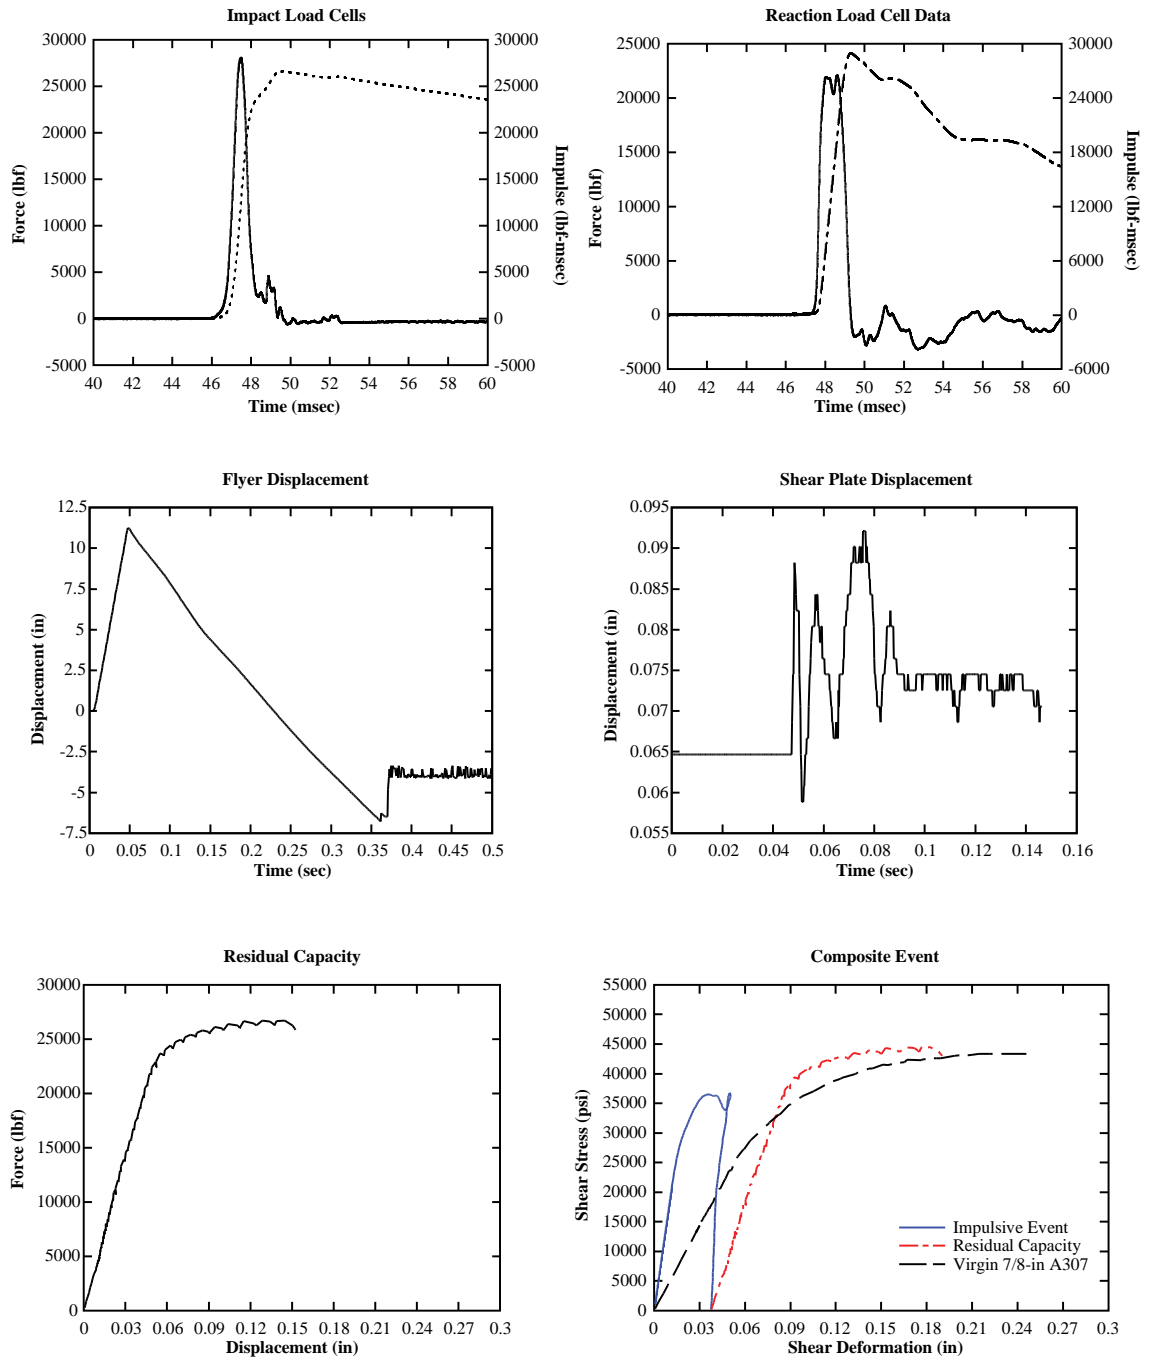 Impact Load Cells
30000
25000
20000
15000
10000
5000
0
-5000
30000
25000
20000
15000
10000
5000
0
-5000
40 42 44 46 48 50 52 54 56 58 60
Time (msec)
Force (lbf)
Impulse (lbf-msec)
Reaction Load Cell Data
25000
20000
15000
10000
5000
0
-5000
30000
24000
18000
12000
6000
0
-6000
40 42 44 46 48 50 52 54 56 58 60
Time (msec)
Force (lbf)
Impulse (lbf-msec)
Flyer Displacement
12.5
10
7.5
5
2.5
0
-2.5
-5
-7.5
0 0.05 0.1 0.15 0.2 0.25 0.3 0.35 0.4 0.45 0.5
Time (sec)
Displacement (in)
Shear Plate Displacement
0.095
0.09
0.085
0.08
0.075
0.07
0.065
0.06
0.055
0 0.02 0.04 0.06 0.08 0.1 0.12 0.14 0.16
Time (sec)
Displacement (in)
Residual Capacity
30000
25000
20000
15000
10000
5000
0
0 0.03 0.06 0.09 0.12 0.15 0.18 0.21 0.24 0.27 0.3
Displacement (in)
Force (lbf)
Composite Event
55000
50000
45000
40000
35000
30000
25000
20000
15000
10000
5000
0
0 0.03 0.06 0.09 0.12 0.15 0.18 0.21 0.24 0.27 0.3
Shear Deformation (in)
Shear Stress (psi)
Impulsive Event
Residual Capacity
Virgin 7/8-in A307